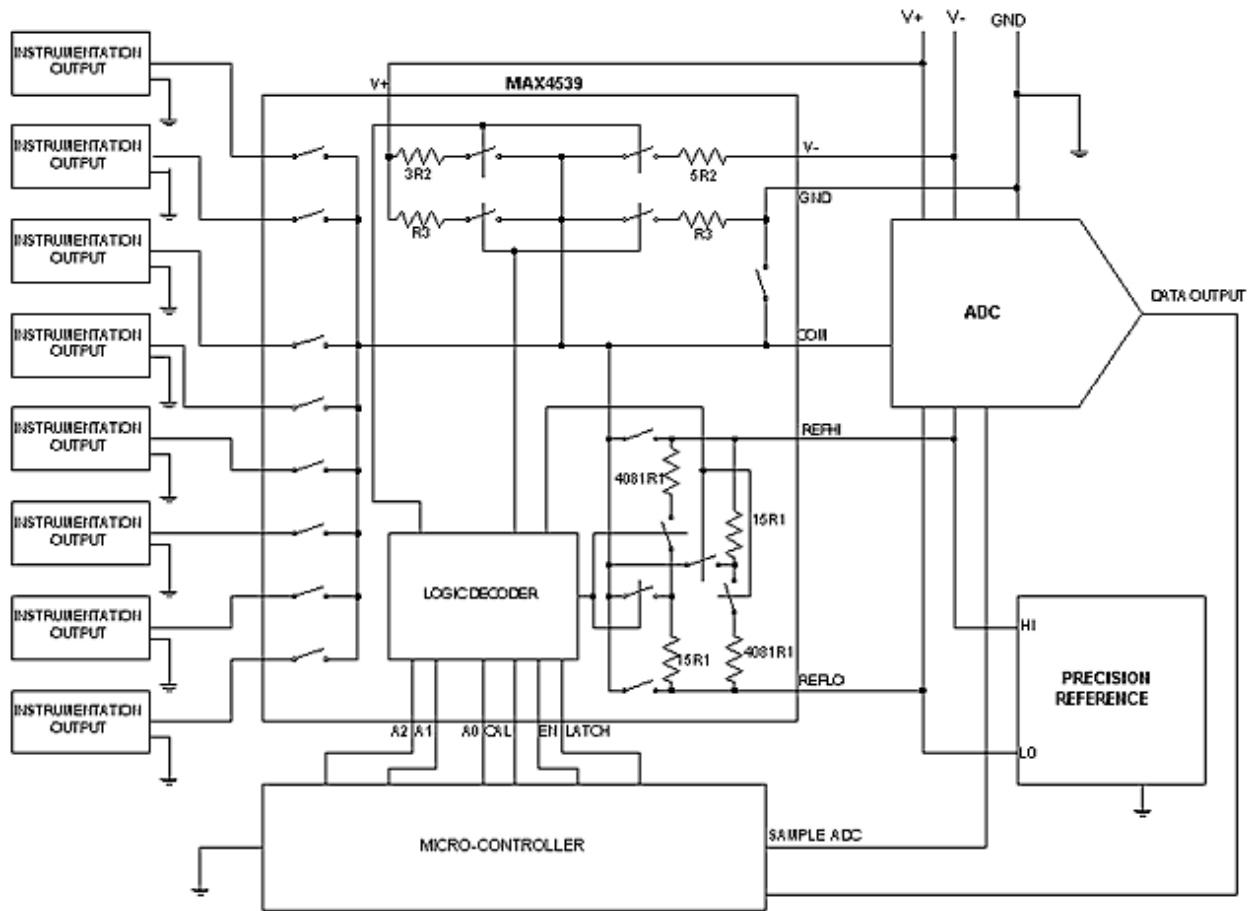 V+ V- GND
INSTRUMENTATION
OUTPUT
V+ MAX4539
INSTRUMENTATION
OUTPUT
V-
3R2 5R2
GND
R3 R3
INSTRUMENTATION
OUTPUT
DATA OUTPUT
ADC
INSTRUMENTATION
OUTPUT
COM
INSTRUMENTATION
OUTPUT
REFHI
4081R1
15R1
INSTRUMENTATION
OUTPUT
LOGIC DECODER
INSTRUMENTATION
OUTPUT
HI
15R1 4081R1
PRECISION
REFERENCE
REFLO
INSTRUMENTATION
OUTPUT
A2 A1 A0 CAL EN LATCH
LO
SAMPLE ADC
MICRO-CONTROLLER